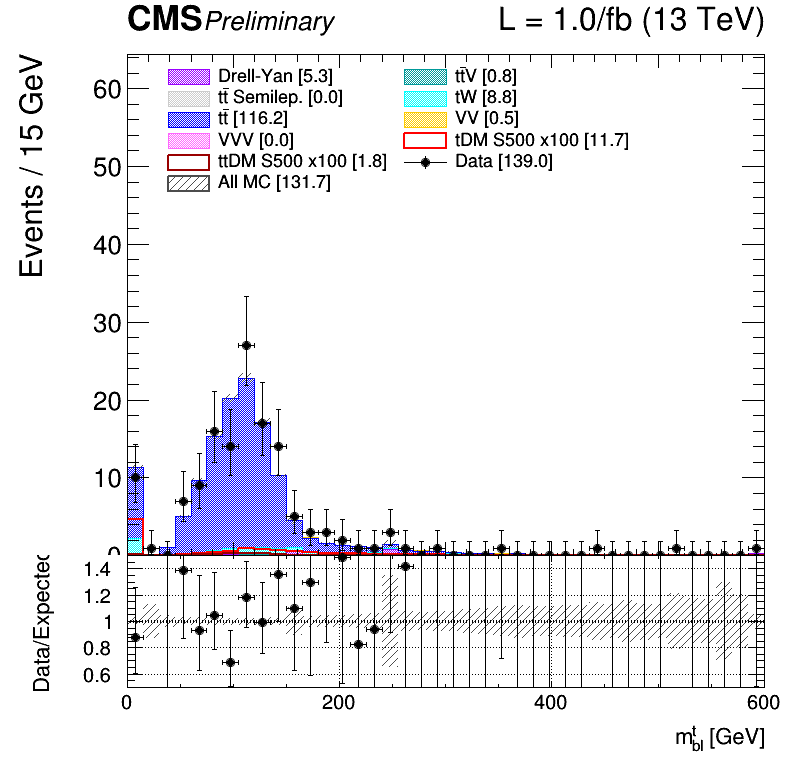 CMS Preliminary L = 1.0/fb (13 TeV)
Events / 15 GeV
Drell-Yan [5.3] tt̄V [0.8]
tt̄ Semilep. [0.0] tW [8.8]
tt̄ [116.2] VV [0.5]
VVV [0.0] tDM S500 x100 [11.7]
ttDM S500 x100 [1.8] Data [139.0]
All MC [131.7]
60
50
40
30
20
10
0
Data/Expected
1.4
1.2
1
0.8
0.6
0 200 400 600
m^t_bl [GeV]